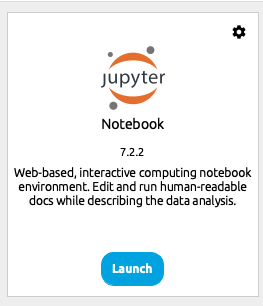 jupyter
Notebook
7.2.2
Web-based, interactive computing notebook
environment. Edit and run human-readable
docs while describing the data analysis.
Launch